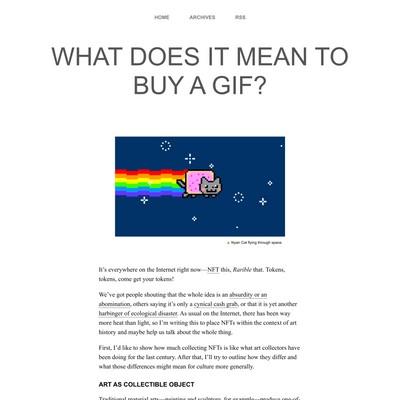 HOME ARCHIVES RSS
WHAT DOES IT MEAN TO
BUY A GIF?
Nyan Cat flying through space.
It's everywhere on the Internet right now—NFT this, Rarible that. Tokens,
tokens, come get your tokens!
We've got people shouting that the whole idea is an absurdity or an
abomination, others saying it's only a cynical cash grab, or that it is yet another
harbinger of ecological disaster. As usual on the Internet, there has been way
more heat than light, so I'm writing this to place NFTs within the context of art
history and maybe help us talk about the whole thing.
First, I'd like to show how much collecting NFTs is like what art collectors have
been doing for the last century. After that, I'll try to outline how they differ and
what those differences might mean for culture more generally.
ART AS COLLECTIBLE OBJECT
Traditional material arts—painting and sculpture, for example—produce one-of-